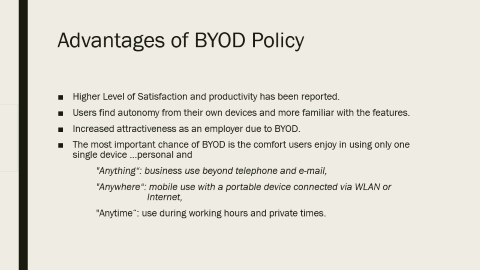 Advantages of BYOD Policy
■ Higher Level of Satisfaction and productivity has been reported.
■ Users find autonomy from their own devices and more familiar with the features.
■ Increased attractiveness as an employer due to BYOD.
■ The most important chance of BYOD is the comfort users enjoy in using only one
single device ...personal and
"Anything": business use beyond telephone and e-mail,
"Anywhere": mobile use with a portable device connected via WLAN or
Internet,
"Anytime": use during working hours and private times.